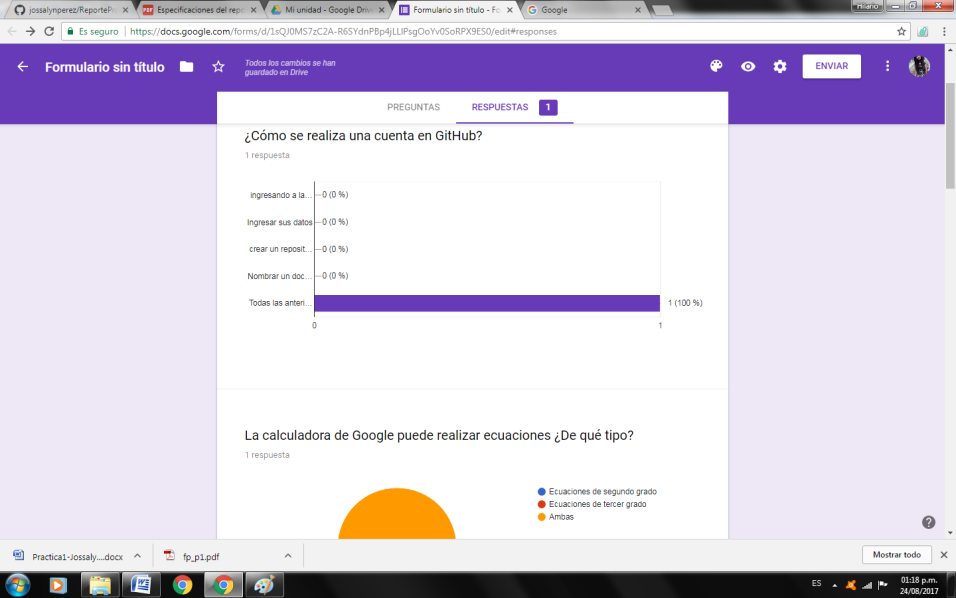 jossalynperez/ReporteP
Especificaciones del repo
Mi unidad - Google Drive
Formulario sin título - Fo
Google
Hilario
Es seguro
https://docs.google.com/forms/d/1sQJ0MS7zC2A-R6SYdnPBp4jLLlPsgOoYv0SoRPX9ES0/edit#responses
Formulario sin título
Todos los cambios se han
guardado en Drive
ENVIAR
PREGUNTAS
RESPUESTAS 1
¿Cómo se realiza una cuenta en GitHub?
1 respuesta
ingresando a la... 0 (0 %)
Ingresar sus datos 0 (0 %)
crear un reposit... 0 (0 %)
Nombrar un doc... 0 (0 %)
Todas las anteri... 1 (100 %)
0 1
La calculadora de Google puede realizar ecuaciones ¿De qué tipo?
1 respuesta
Ecuaciones de segundo grado
Ecuaciones de tercer grado
Ambas
Practica1-Jossaly....docx
fp_p1.pdf
Mostrar todo
ES
01:18 p.m.
24/08/2017